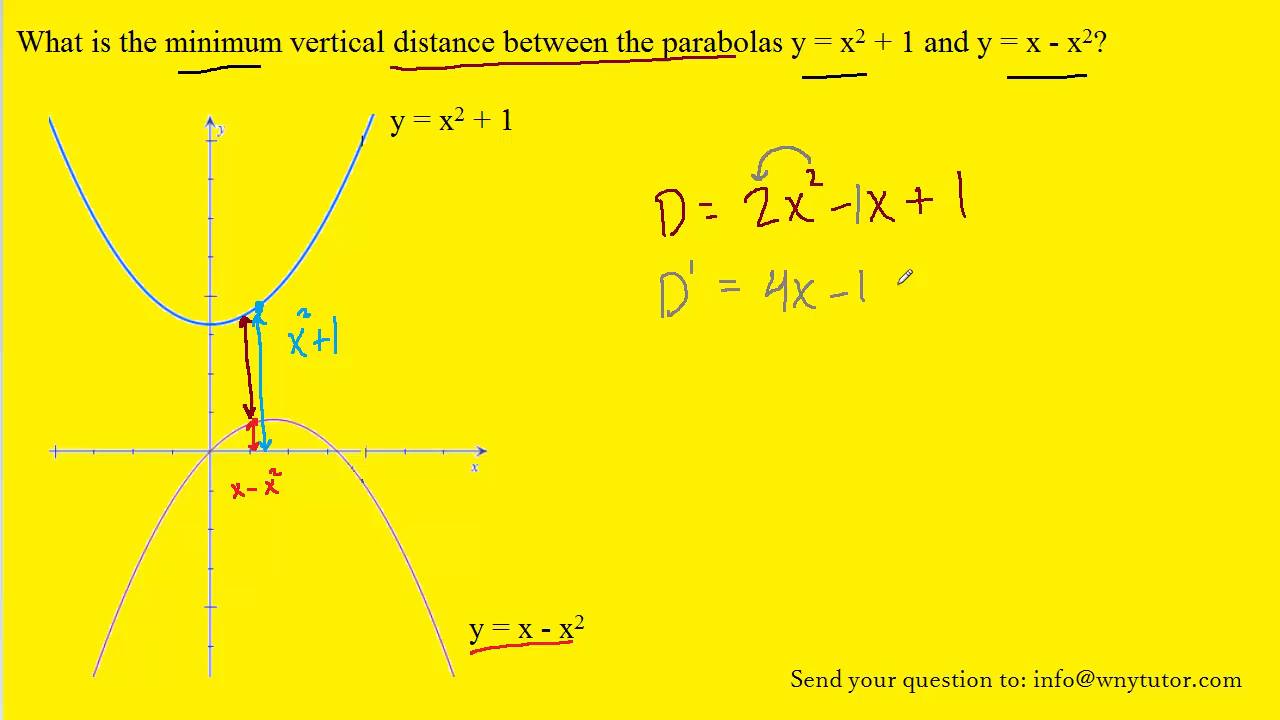 What is the minimum vertical distance between the parabolas y = x² + 1 and y = x - x²?
y
y = x² + 1
D = 2x² - 1x + 1
D' = 4x - 1
x² + 1
x
x - x²
y = x - x²
Send your question to: info@wnytutor.com